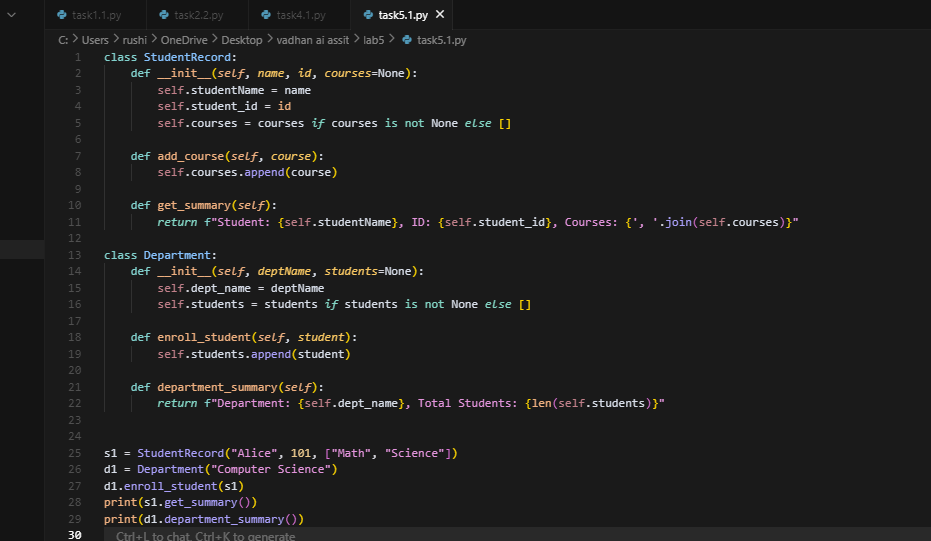 task1.1.py task2.2.py task4.1.py task5.1.py
C: > Users > rushi > OneDrive > Desktop > vadhan ai assit > lab5 > task5.1.py
1 class StudentRecord:
2     def __init__(self, name, id, courses=None):
3         self.studentName = name
4         self.student_id = id
5         self.courses = courses if courses is not None else []
6
7     def add_course(self, course):
8         self.courses.append(course)
9
10     def get_summary(self):
11         return f"Student: {self.studentName}, ID: {self.student_id}, Courses: {', '.join(self.courses)}"
12
13 class Department:
14     def __init__(self, deptName, students=None):
15         self.dept_name = deptName
16         self.students = students if students is not None else []
17
18     def enroll_student(self, student):
19         self.students.append(student)
20
21     def department_summary(self):
22         return f"Department: {self.dept_name}, Total Students: {len(self.students)}"
23
24
25 s1 = StudentRecord("Alice", 101, ["Math", "Science"])
26 d1 = Department("Computer Science")
27 d1.enroll_student(s1)
28 print(s1.get_summary())
29 print(d1.department_summary())
30 Ctrl+L to chat, Ctrl+K to generate